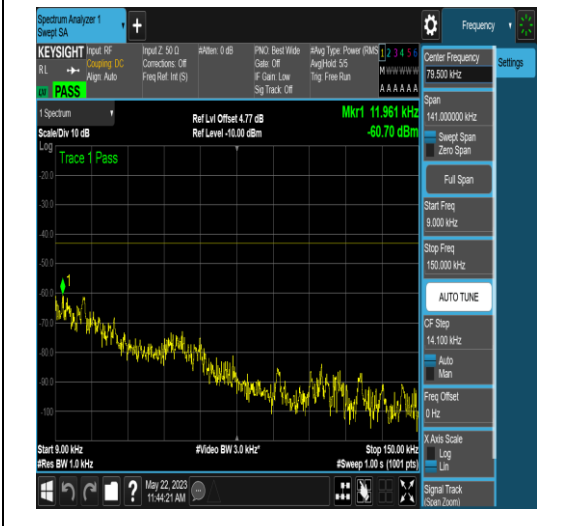 Spectrum Analyzer 1
Swept SA
Frequency
KEYSIGHT
RL
PASS
Input: RF
Coupling: DC
Align: Auto
Input Z: 50 Ω
Corrections: Off
Freq Ref: Int (S)
#Atten: 0 dB
PNO: Best Wide
Gate: Off
IF Gain: Low
Sig Track: Off
#Avg Type: Power (RMS
Avg|Hold: 5/5
Trig: Free Run
1 2 3 4 5 6
M w w w w w
A A A A A A
1 Spectrum
Scale/Div 10 dB
Ref Lvl Offset 4.77 dB
Ref Level -10.00 dBm
Mkr1 11.961 kHz
-60.70 dBm
Log
Trace 1 Pass
-20.0
-30.0
-40.0
-50.0
-60.0
-70.0
-80.0
-90.0
-100
1
Start 9.00 kHz
#Res BW 1.0 kHz
#Video BW 3.0 kHz*
Stop 150.00 kHz
#Sweep 1.00 s (1001 pts)
May 22, 2023
11:44:21 AM
Center Frequency
79.500 kHz
Settings
Span
141.000000 kHz
Swept Span
Zero Span
Full Span
Start Freq
9.000 kHz
Stop Freq
150.000 kHz
AUTO TUNE
CF Step
14.100 kHz
Auto
Man
Freq Offset
0 Hz
X Axis Scale
Log
Lin
Signal Track
(Span Zoom)